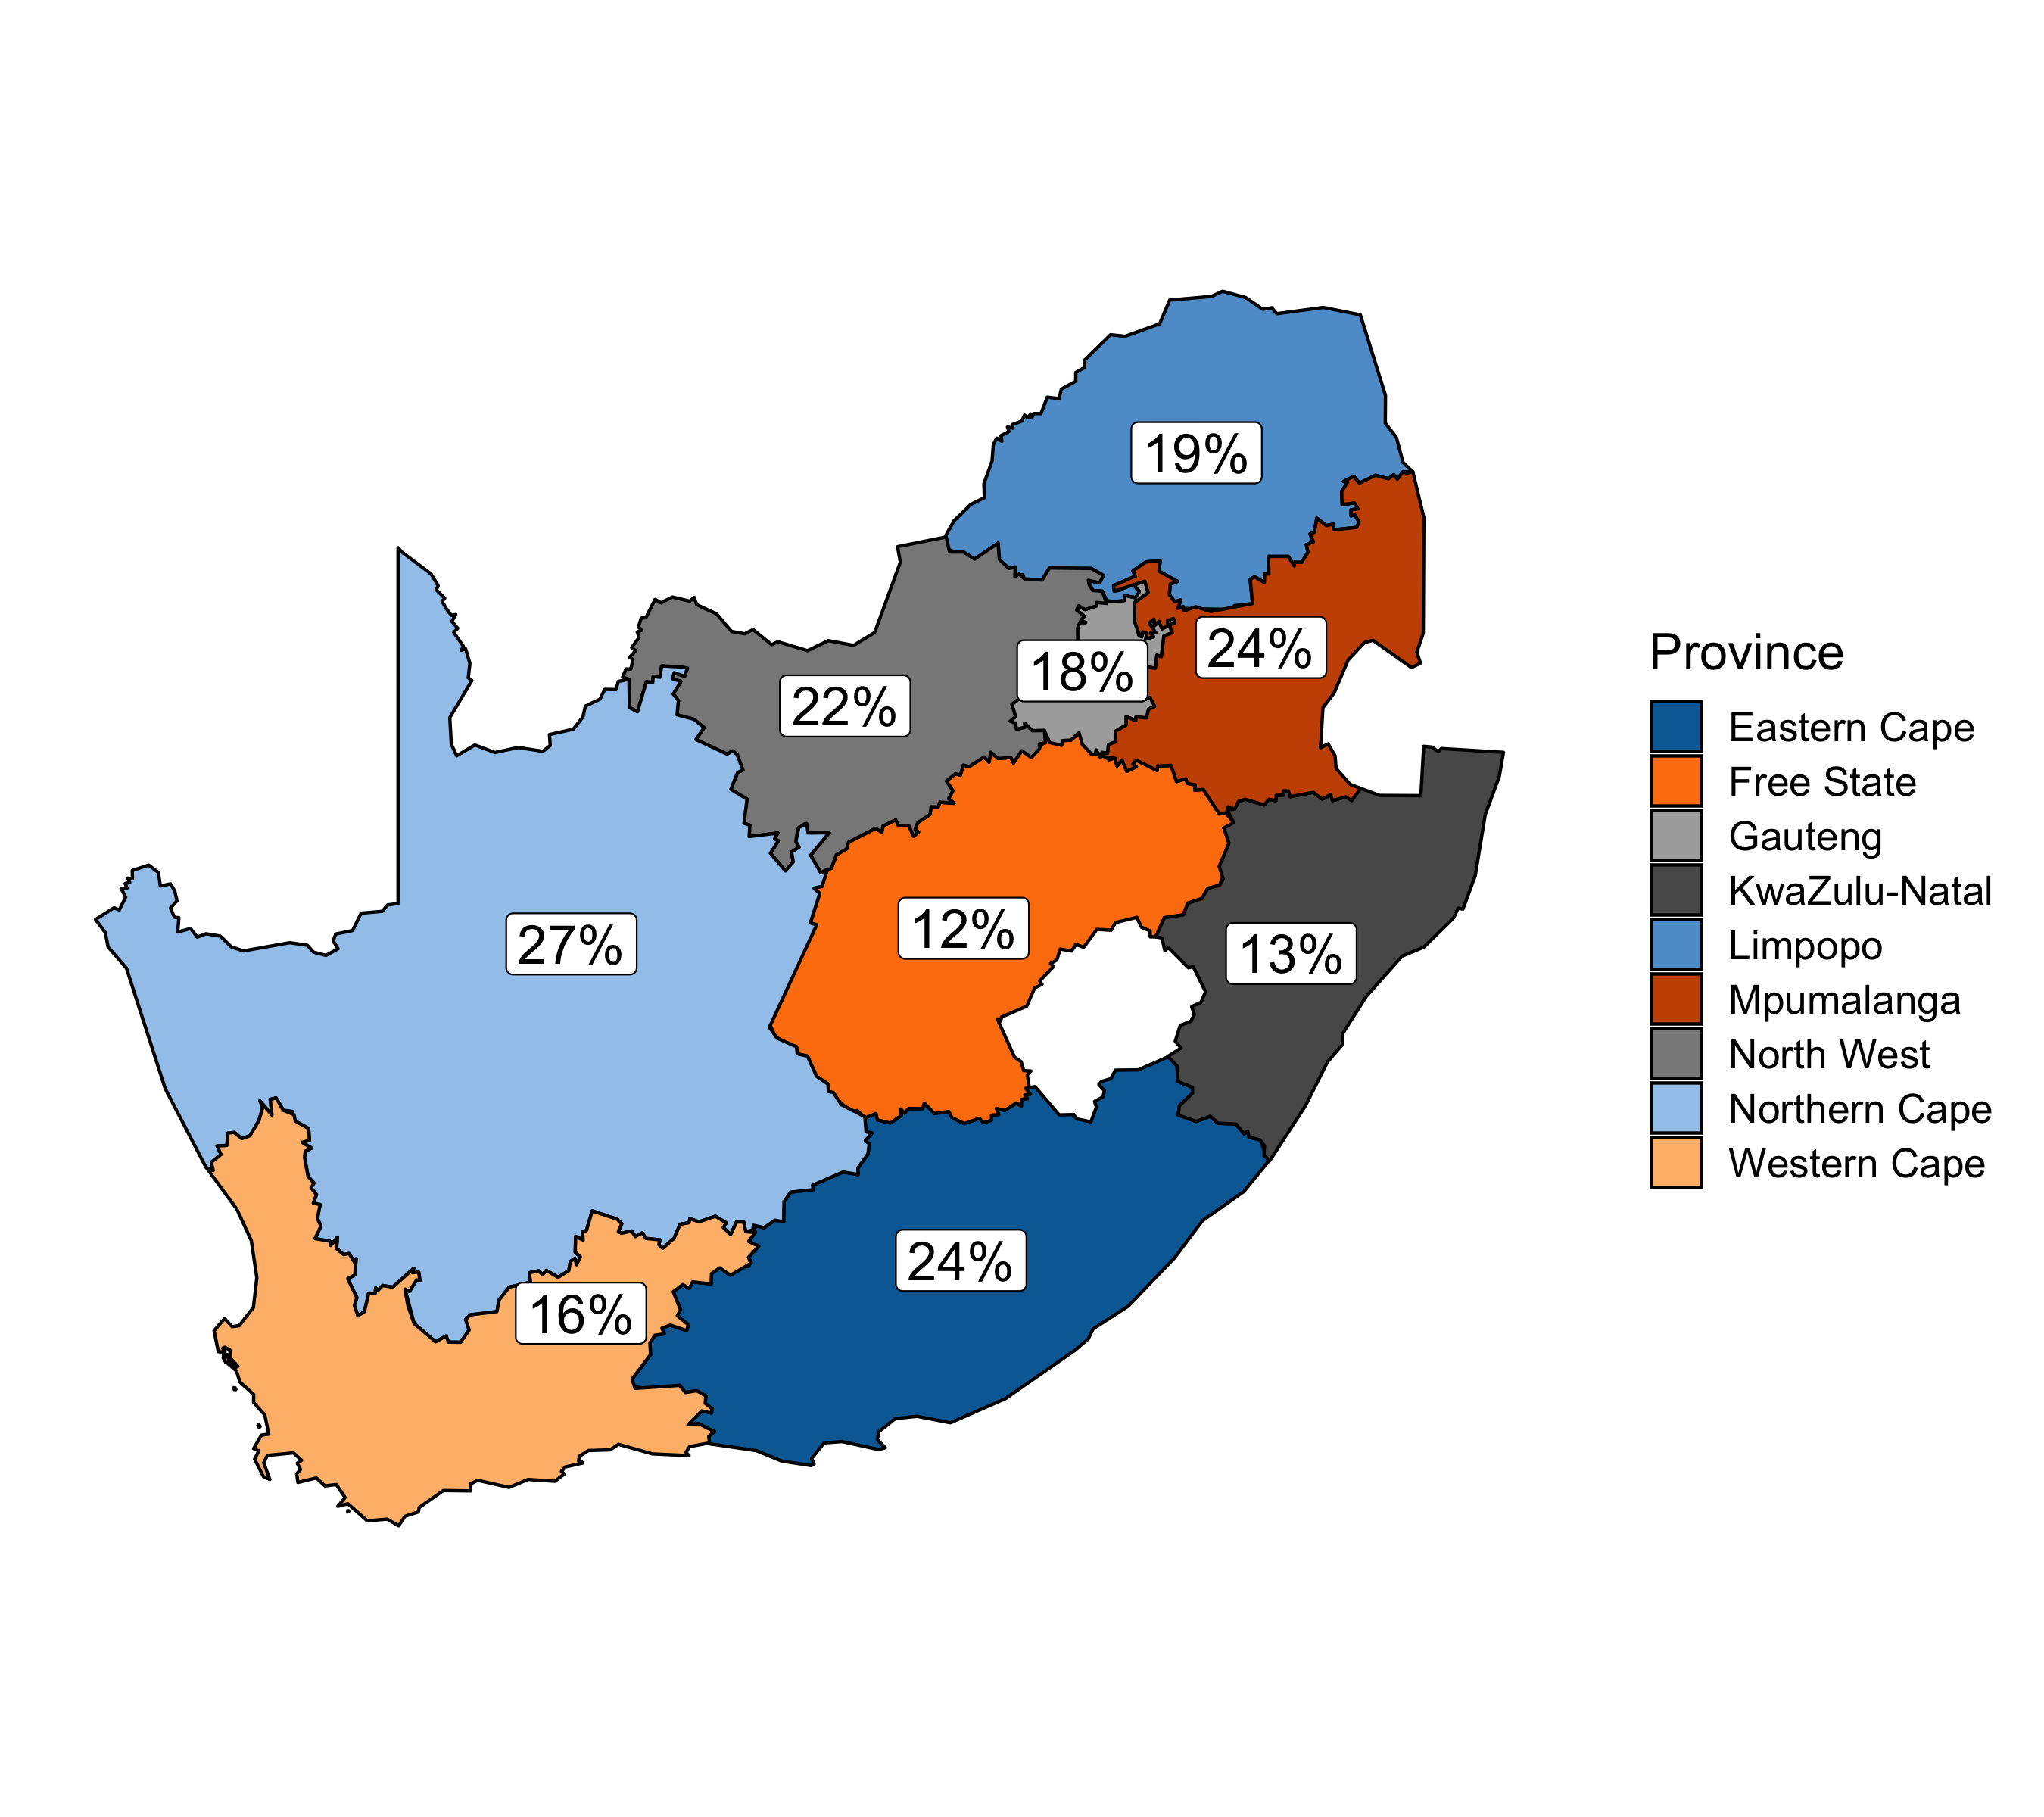 19%
18%
24%
22%
27%
12%
13%
24%
16%
Province
Eastern Cape
Free State
Gauteng
KwaZulu-Natal
Limpopo
Mpumalanga
North West
Northern Cape
Western Cape